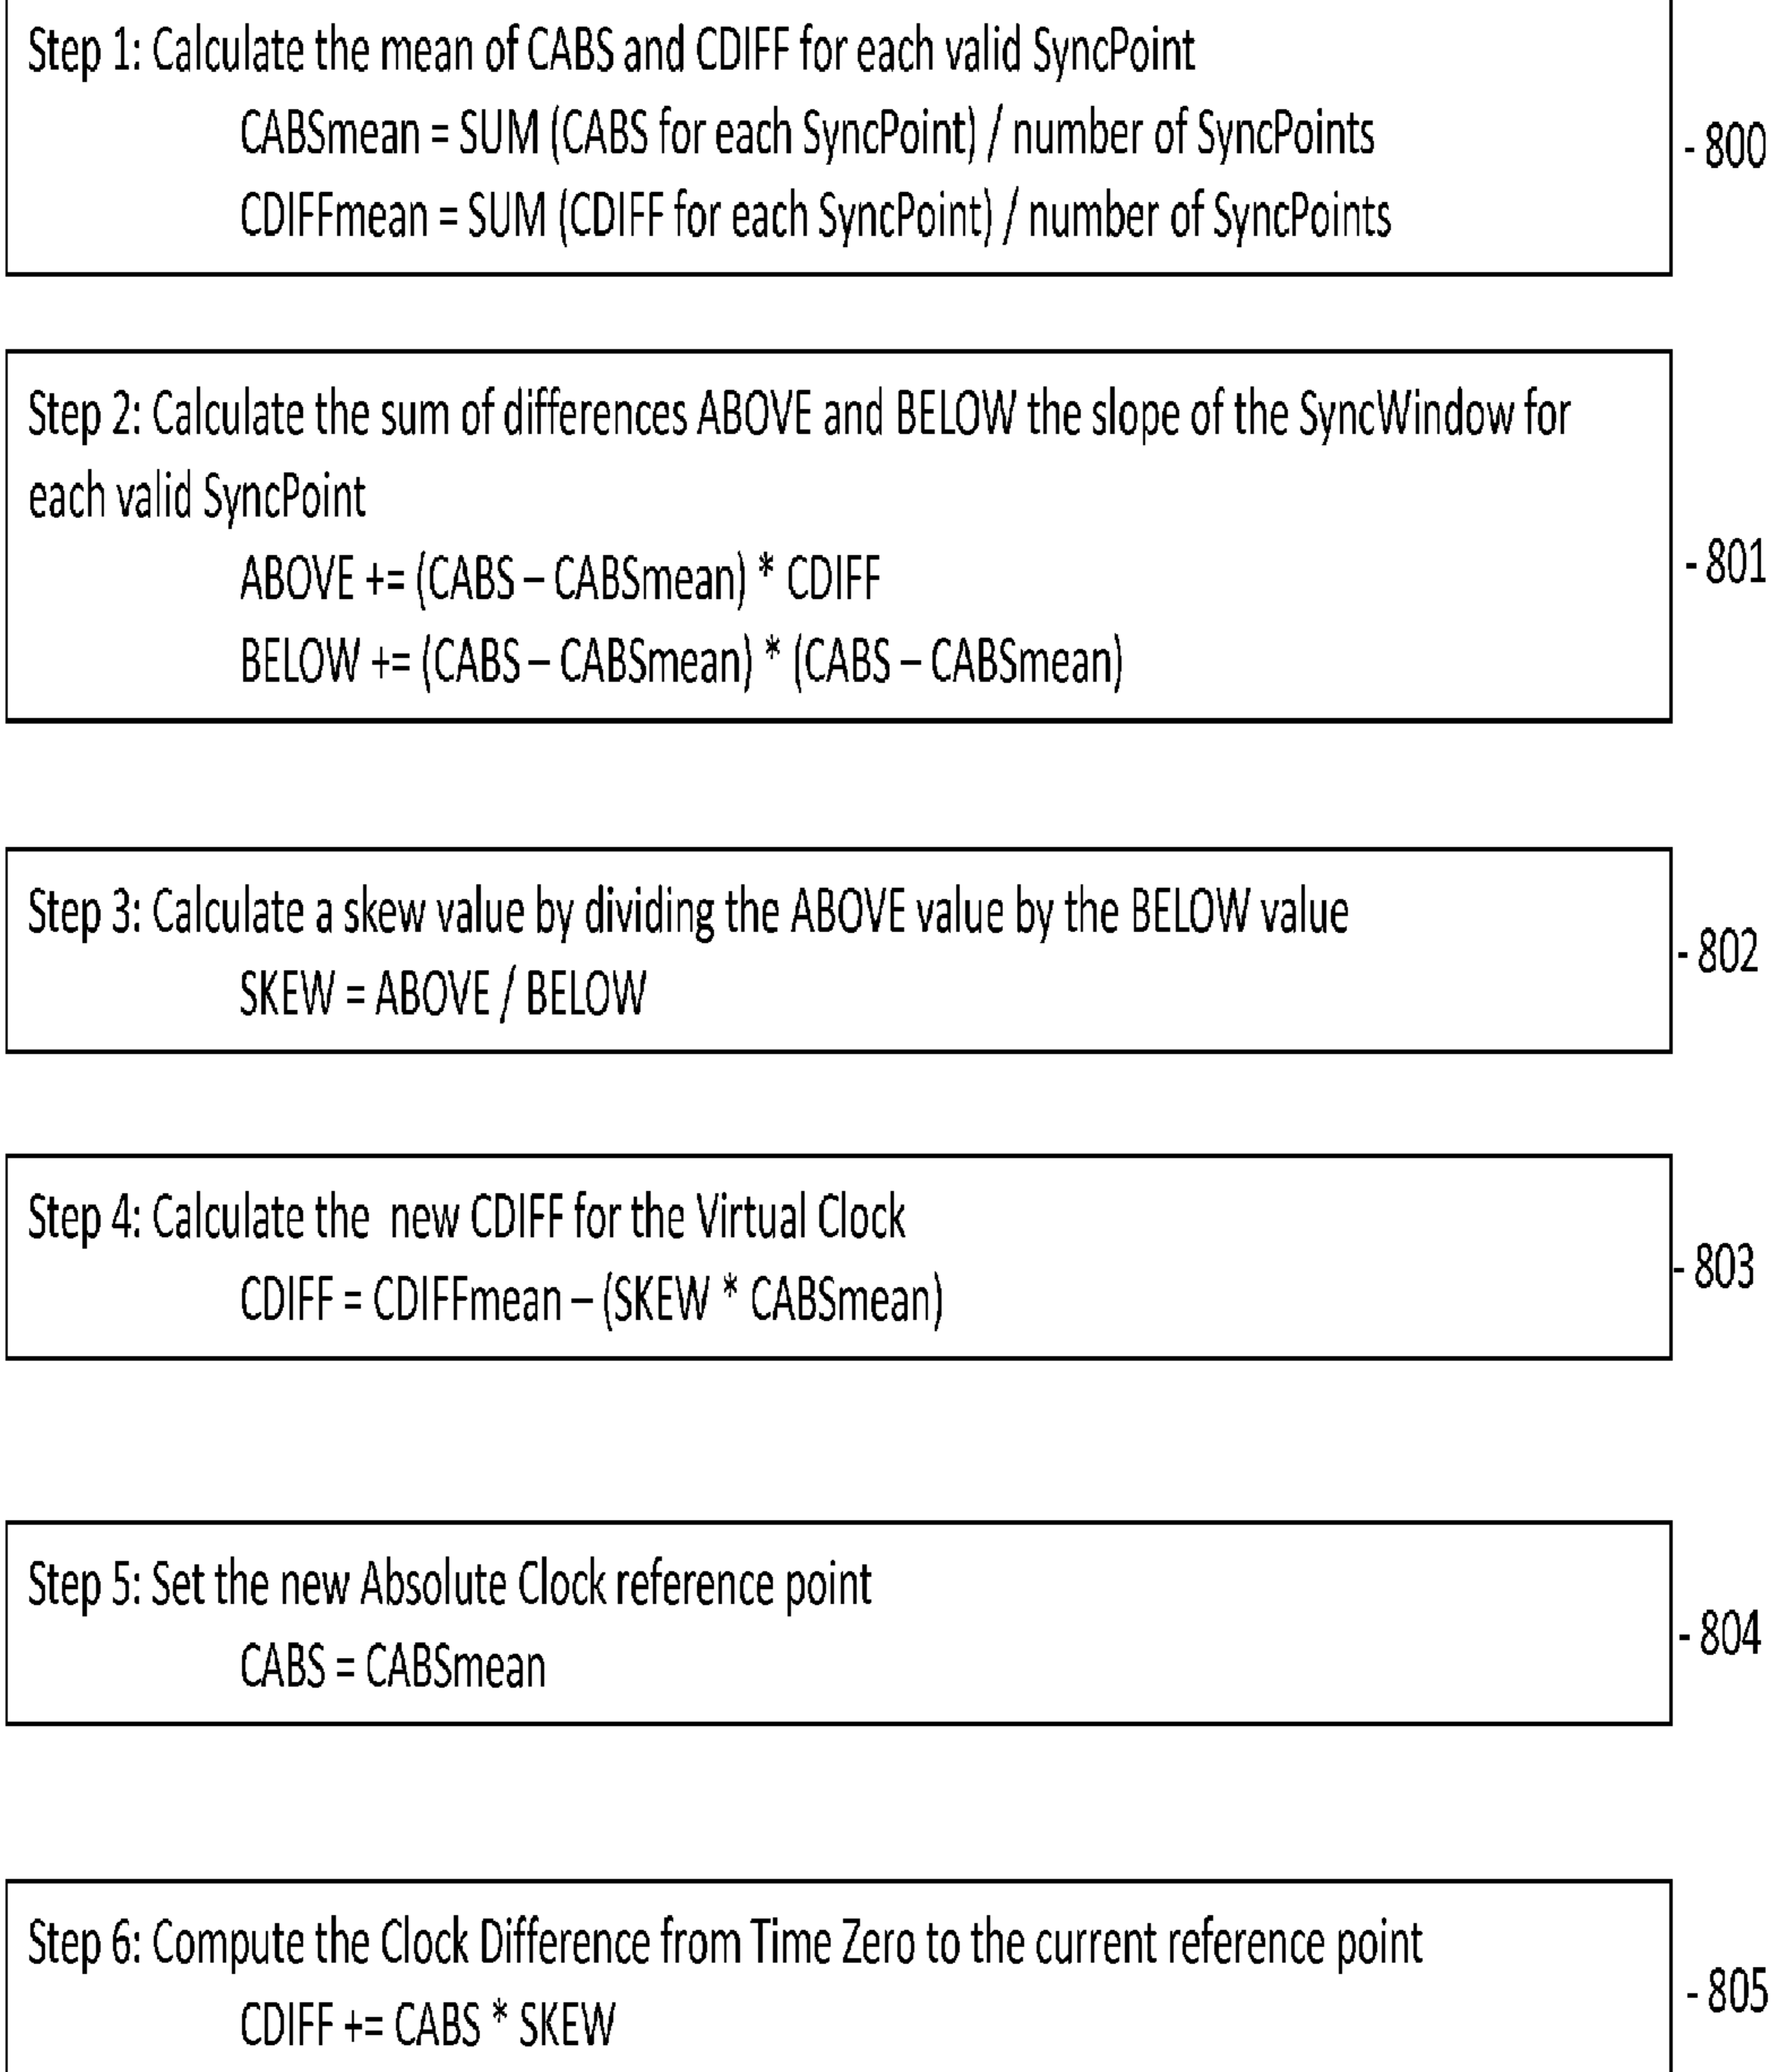 Step 1: Calculate the mean of CABS and CDIFF for each valid SyncPoint
CABSmean = SUM (CABS for each SyncPoint) / number of SyncPoints
CDIFFmean = SUM (CDIFF for each SyncPoint) / number of SyncPoints
- 800
Step 2: Calculate the sum of differences ABOVE and BELOW the slope of the SyncWindow for
each valid SyncPoint
ABOVE += (CABS – CABSmean) * CDIFF
BELOW += (CABS – CABSmean) * (CABS – CABSmean)
- 801
Step 3: Calculate a skew value by dividing the ABOVE value by the BELOW value
SKEW = ABOVE / BELOW
- 802
Step 4: Calculate the new CDIFF for the Virtual Clock
CDIFF = CDIFFmean – (SKEW * CABSmean)
- 803
Step 5: Set the new Absolute Clock reference point
CABS = CABSmean
- 804
Step 6: Compute the Clock Difference from Time Zero to the current reference point
CDIFF += CABS * SKEW
- 805